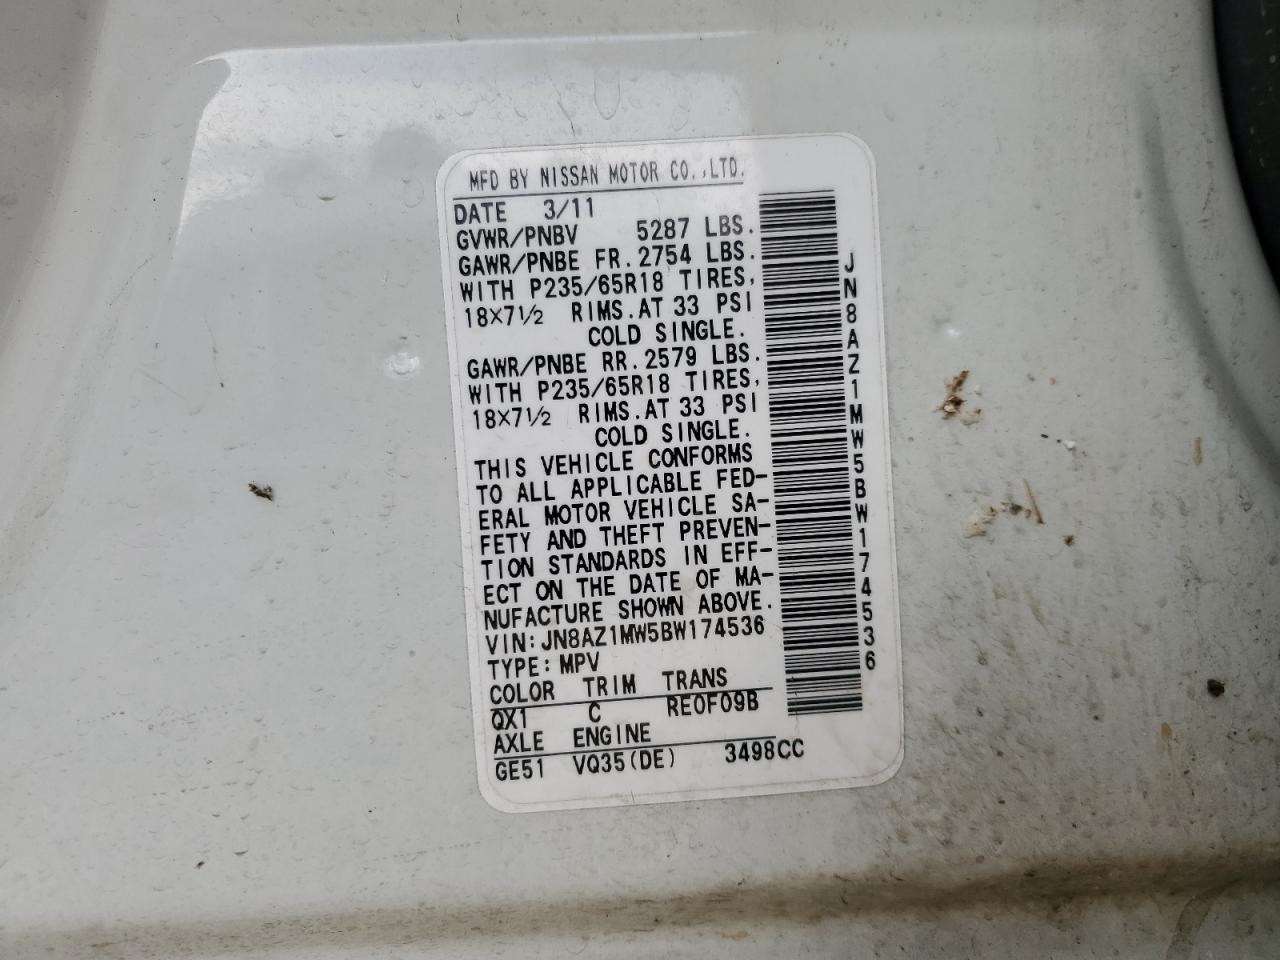 MFD BY NISSAN MOTOR CO.,LTD.
DATE 3/11
GVWR/PNBV 5287 LBS.
GAWR/PNBE FR.2754 LBS.
WITH P235/65R18 TIRES,
18×7½ RIMS.AT 33 PSI
COLD SINGLE.
GAWR/PNBE RR.2579 LBS.
WITH P235/65R18 TIRES,
18×7½ RIMS.AT 33 PSI
COLD SINGLE.
THIS VEHICLE CONFORMS
TO ALL APPLICABLE FED-
ERAL MOTOR VEHICLE SA-
FETY AND THEFT PREVEN-
TION STANDARDS IN EFF-
ECT ON THE DATE OF MA-
NUFACTURE SHOWN ABOVE.
VIN:JN8AZ1MW5BW174536
TYPE:MPV
COLOR TRIM TRANS
QX1 C RE0F09B
AXLE ENGINE
GE51 VQ35(DE) 3498CC
JN8AZ1MW5BW174536